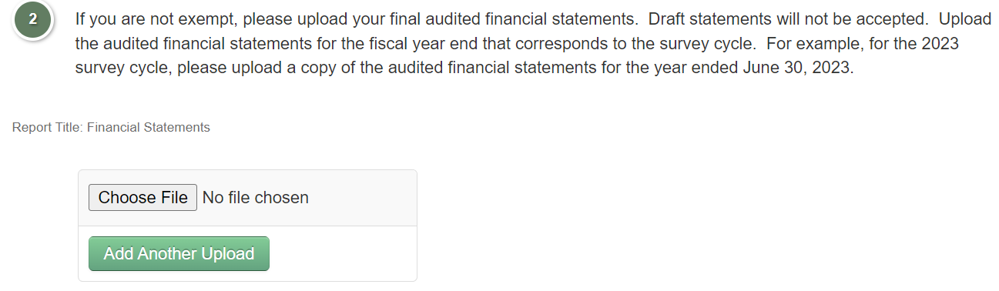 2
If you are not exempt, please upload your final audited financial statements.  Draft statements will not be accepted.  Upload
the audited financial statements for the fiscal year end that corresponds to the survey cycle.  For example, for the 2023
survey cycle, please upload a copy of the audited financial statements for the year ended June 30, 2023.
Report Title: Financial Statements
Choose File No file chosen
Add Another Upload